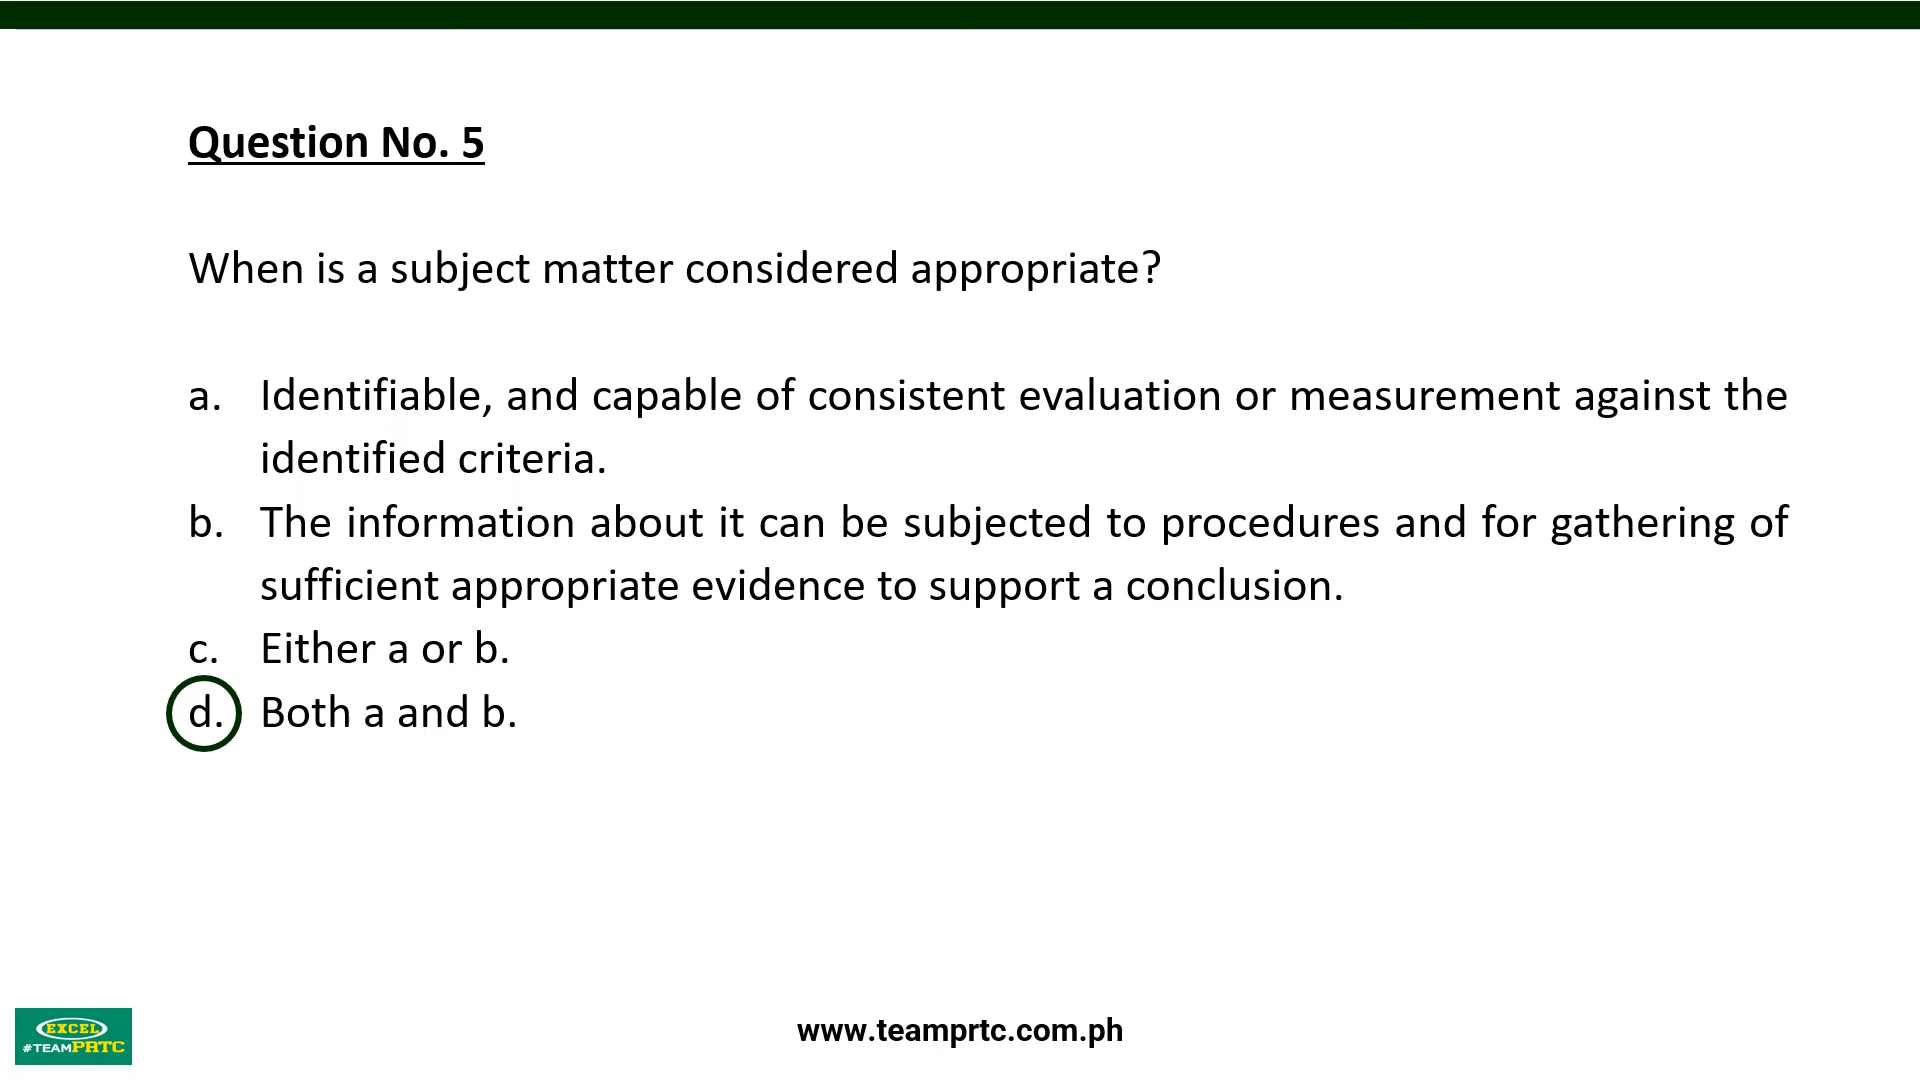 Question No. 5
When is a subject matter considered appropriate?
a. Identifiable, and capable of consistent evaluation or measurement against the
identified criteria.
b. The information about it can be subjected to procedures and for gathering of
sufficient appropriate evidence to support a conclusion.
c. Either a or b.
d. Both a and b.
EXCEL
#TEAMPRTC
www.teamprtc.com.ph